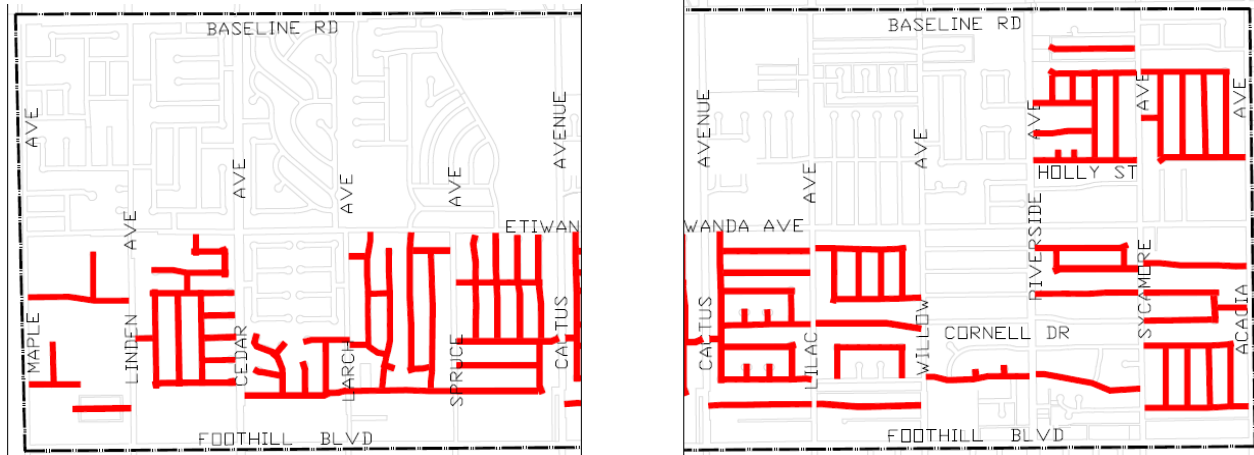 BASELINE RD
AVE
AVE
AVE
AVE
AVE
AVENUE
ETIWAN
MAPLE
LINDEN
CEDAR
LARCH
SPRUCE
CACTUS
FOOTHILL BLVD
BASELINE RD
AVENUE
AVE
AVE
AVE
AVE
AVE
HOLLY ST
WANDA AVE
CACTUS
LILAC
WILLOW
RIVERSIDE
SYCAMORE
ACACIA
CORNELL DR
FOOTHILL BLVD